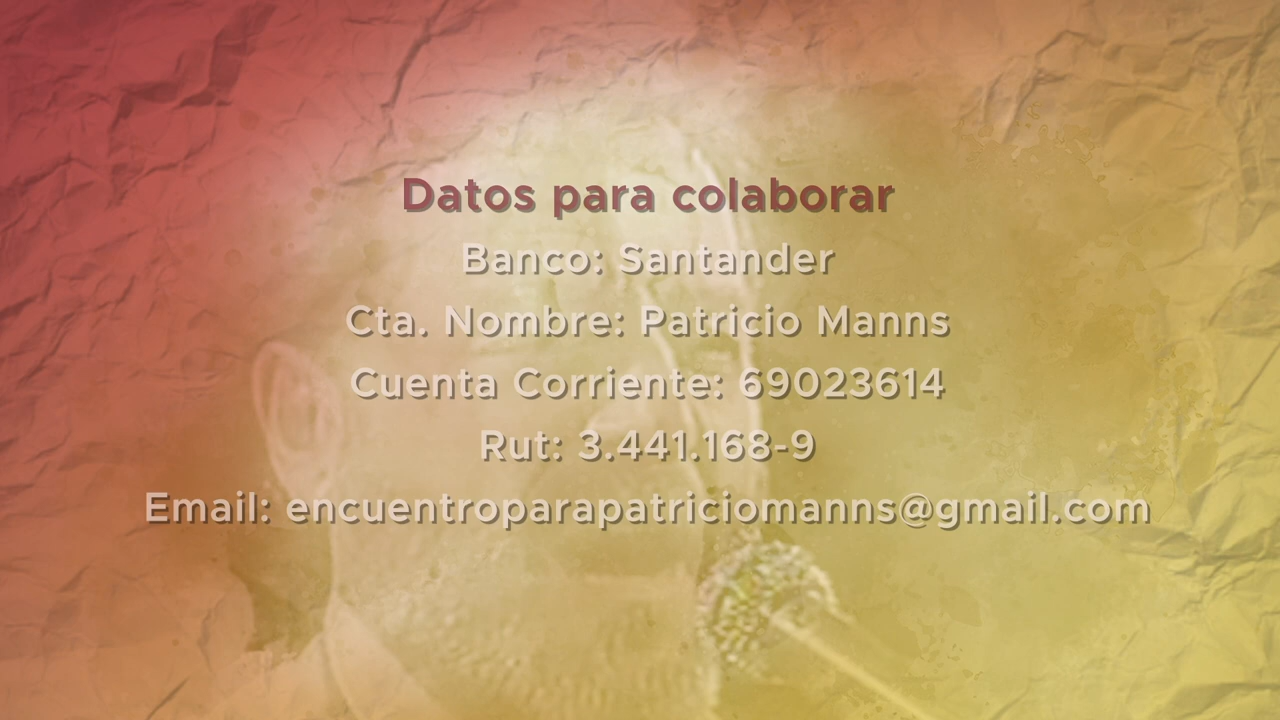 Datos para colaborar
Banco: Santander
Cta. Nombre: Patricio Manns
Cuenta Corriente: 69023614
Rut: 3.441.168-9
Email: encuentroparapatriciomanns@gmail.com